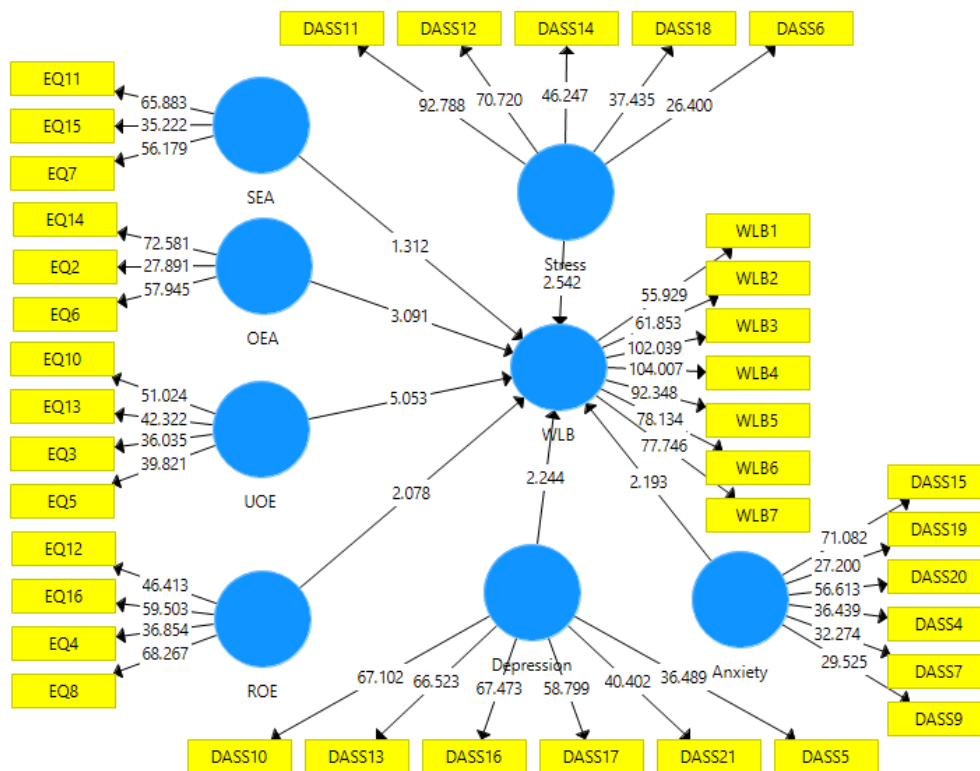 DASS11 DASS12 DASS14 DASS18 DASS6
92.788 70.720 46.247 37.435 26.400
EQ11
EQ15
EQ7
65.883
35.222
56.179
SEA
EQ14
EQ2
EQ6
72.581
27.891
57.945
OEA
EQ10
EQ13
EQ3
EQ5
51.024
42.322
36.035
39.821
UOE
EQ12
EQ16
EQ4
EQ8
46.413
59.503
36.854
68.267
ROE
1.312
3.091
5.053
2.078
Stress
2.542
WLB
2.244
2.193
55.929
61.853
102.039
104.007
92.348
78.134
77.746
WLB1
WLB2
WLB3
WLB4
WLB5
WLB6
WLB7
Depression
67.102 66.523 67.473 58.799 40.402 36.489
DASS10 DASS13 DASS16 DASS17 DASS21 DASS5
Anxiety
71.082
27.200
56.613
36.439
32.274
29.525
DASS15
DASS19
DASS20
DASS4
DASS7
DASS9